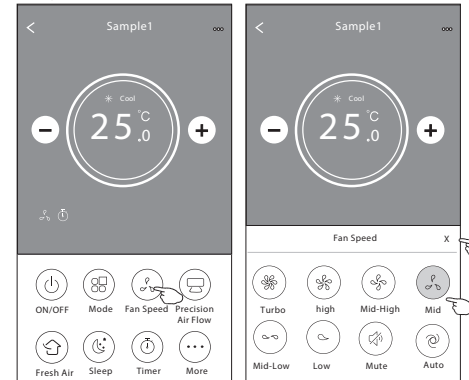 Sample1
Cool
25.0 °C
ON/OFF
Mode
Fan Speed
Precision
Air Flow
Fresh Air
Sleep
Timer
More
Sample1
Cool
25.0 °C
Fan Speed
X
Turbo
high
Mid-High
Mid
Mid-Low
Low
Mute
Auto